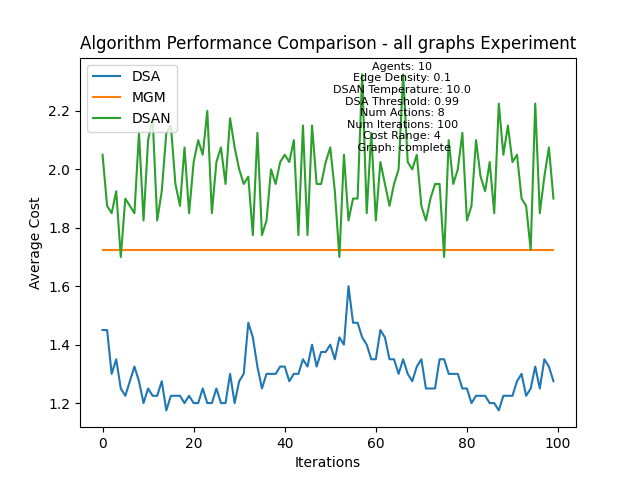 Algorithm Performance Comparison - all graphs Experiment
DSA
MGM
DSAN
Agents: 10
Edge Density: 0.1
DSAN Temperature: 10.0
DSA Threshold: 0.99
Num Actions: 8
Num Iterations: 100
Cost Range: 4
Graph: complete
2.2
2.0
1.8
1.6
1.4
1.2
Average Cost
0 20 40 60 80 100
Iterations